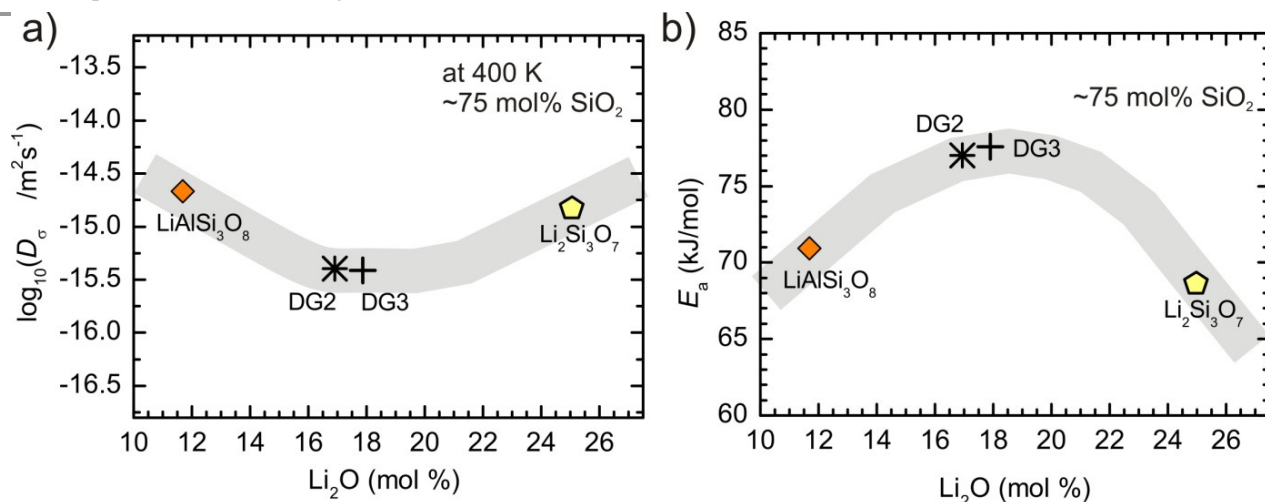 a)
log₁₀(D_σ /m²s⁻¹)
-13.5
-14.0
-14.5
-15.0
-15.5
-16.0
-16.5
at 400 K
~75 mol% SiO₂
LiAlSi₃O₈
DG2
DG3
Li₂Si₃O₇
10 12 14 16 18 20 22 24 26
Li₂O (mol %)
b)
E_a (kJ/mol)
85
80
75
70
65
60
~75 mol% SiO₂
DG2
DG3
LiAlSi₃O₈
Li₂Si₃O₇
10 12 14 16 18 20 22 24 26
Li₂O (mol %)